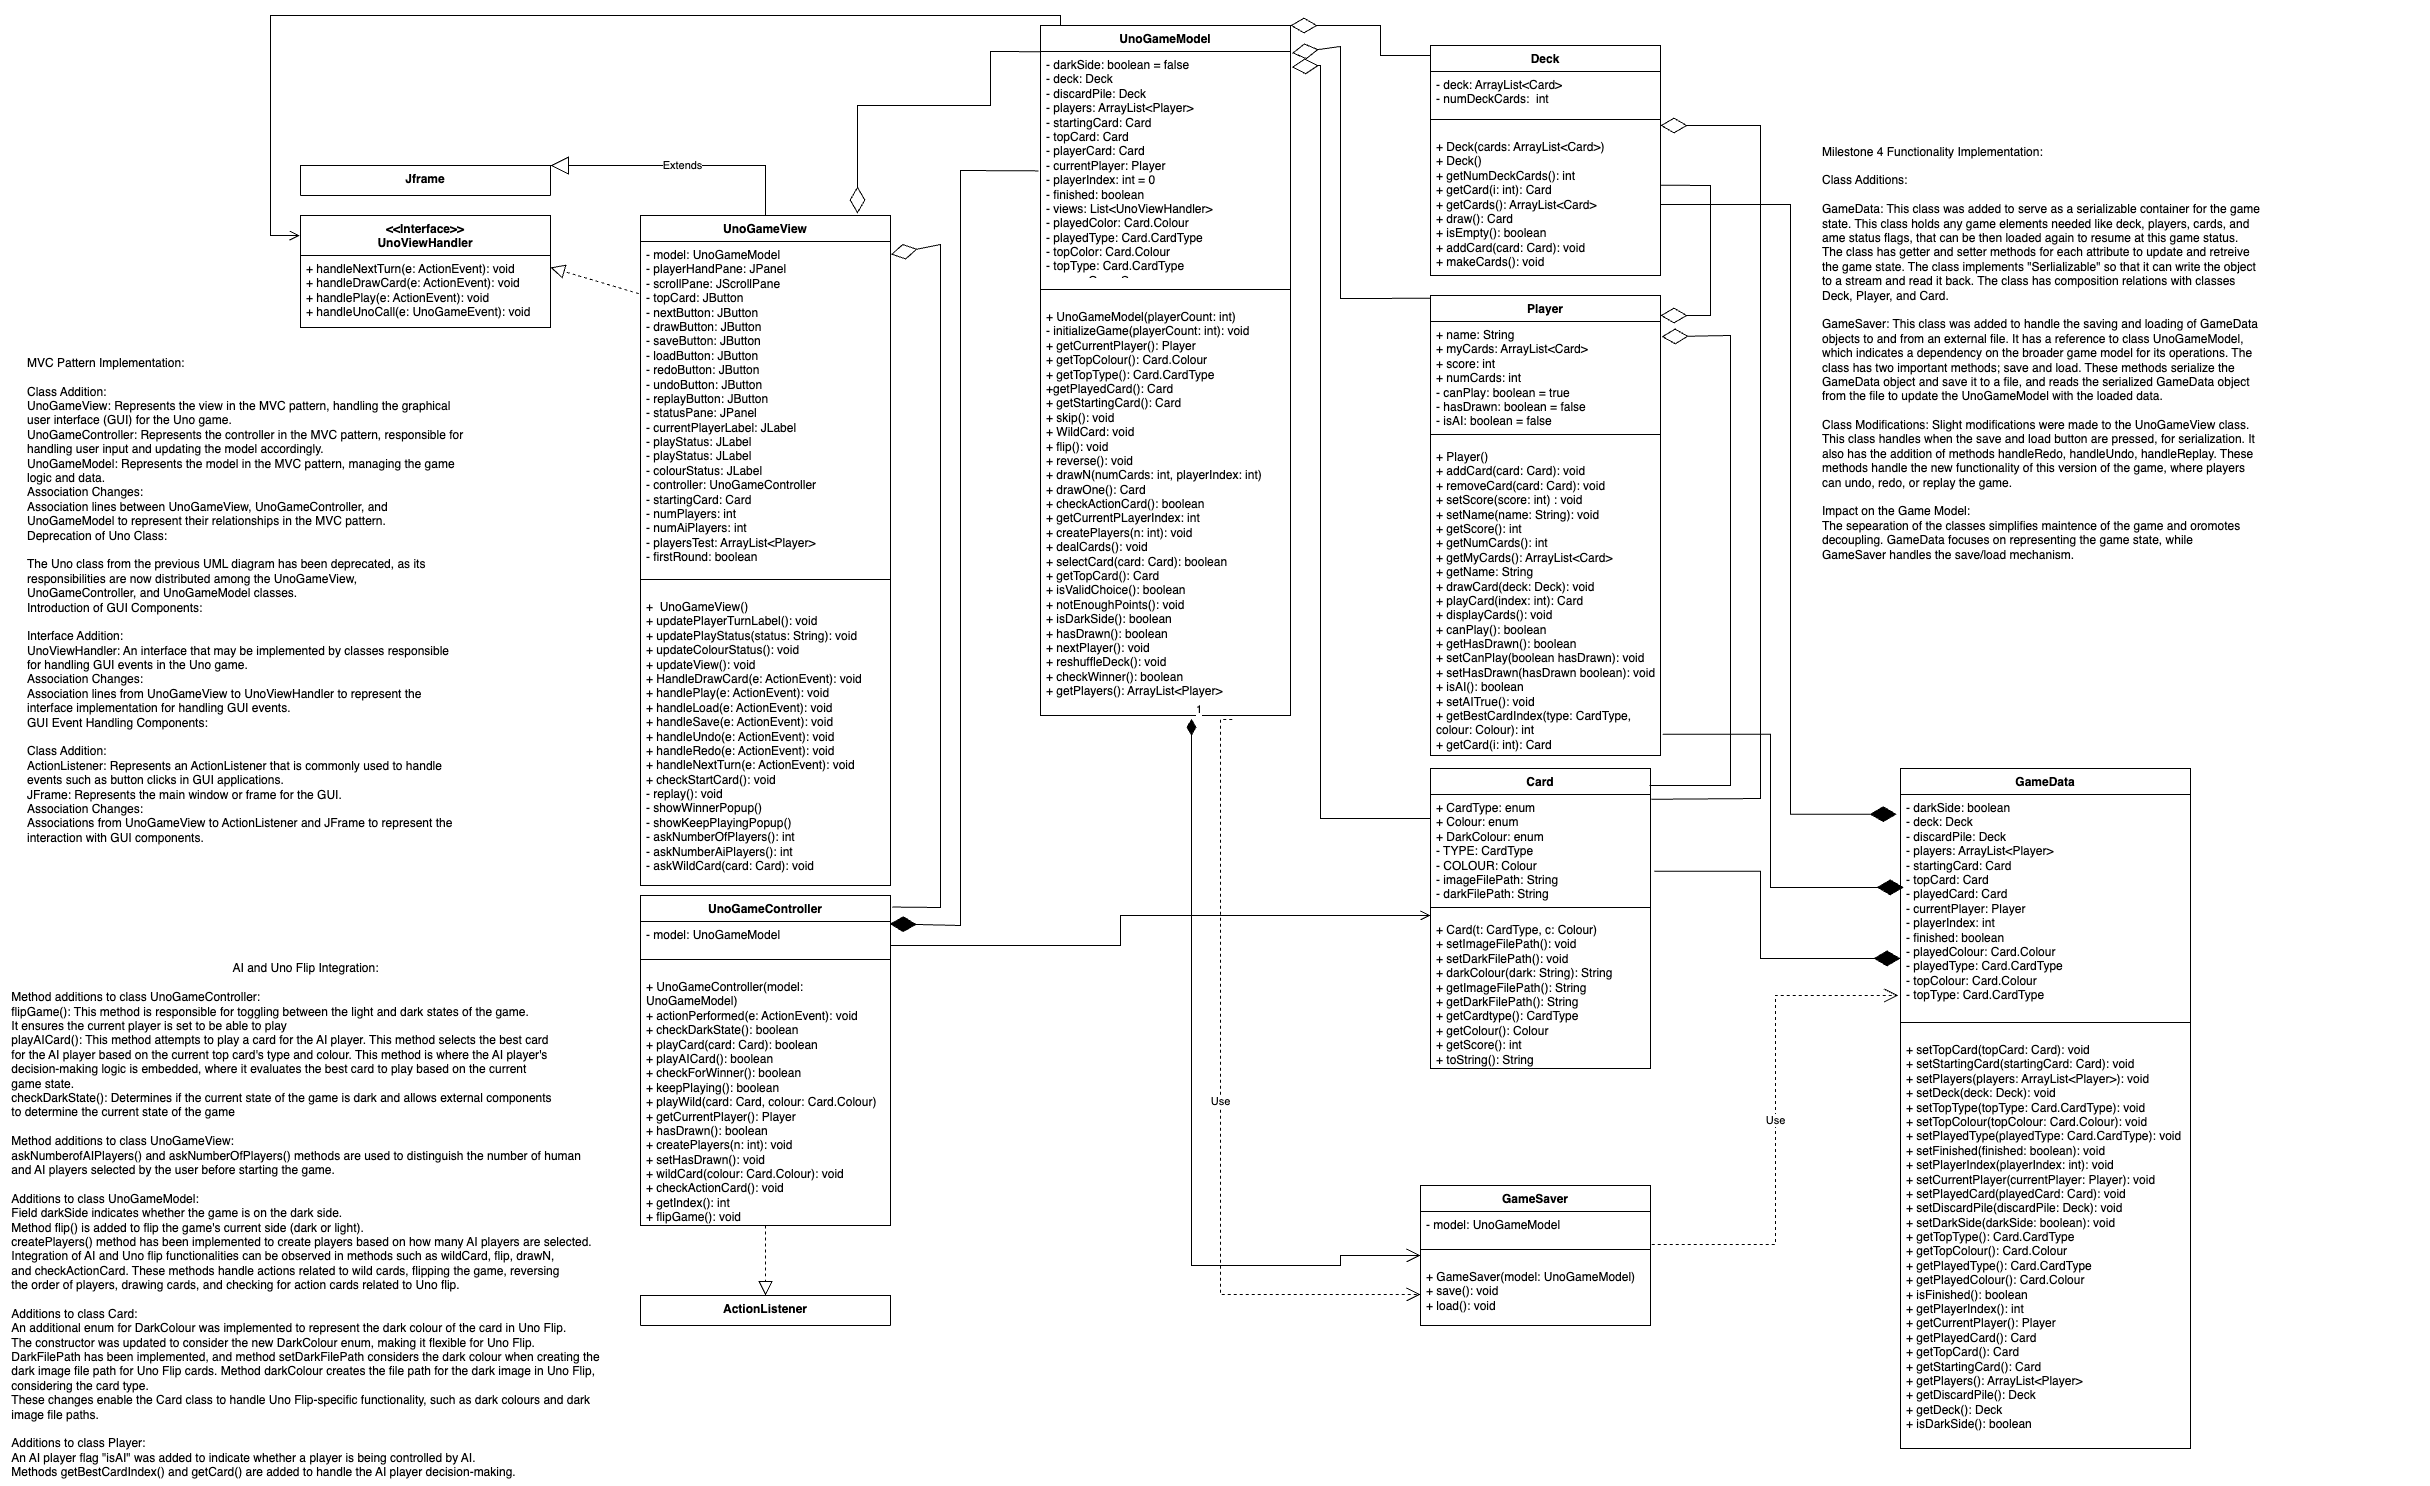 UnoGameModel
- darkSide: boolean = false
- deck: Deck
- discardPile: Deck
- players: ArrayList<Player>
- startingCard: Card
- topCard: Card
- playerCard: Card
- currentPlayer: Player
- playerIndex: int = 0
- finished: boolean
- views: List<UnoViewHandler>
- playedColor: Card.Colour
- playedType: Card.CardType
- topColor: Card.Colour
- topType: Card.CardType
+ UnoGameModel(playerCount: int)
- initializeGame(playerCount: int): void
+ getCurrentPlayer(): Player
+ getTopColour(): Card.Colour
+ getTopType(): Card.CardType
+getPlayedCard(): Card
+ getStartingCard(): Card
+ skip(): void
+ WildCard: void
+ flip(): void
+ reverse(): void
+ drawN(numCards: int, playerIndex: int)
+ drawOne(): Card
+ checkActionCard(): boolean
+ getCurrentPLayerIndex: int
+ createPlayers(n: int): void
+ dealCards(): void
+ selectCard(card: Card): boolean
+ getTopCard(): Card
+ isValidChoice(): boolean
+ notEnoughPoints(): void
+ isDarkSide(): boolean
+ hasDrawn(): boolean
+ nextPlayer(): void
+ reshuffleDeck(): void
+ checkWinner(): boolean
+ getPlayers(): ArrayList<Player>
1
Deck
- deck: ArrayList<Card>
- numDeckCards:  int
+ Deck(cards: ArrayList<Card>)
+ Deck()
+ getNumDeckCards(): int
+ getCard(i: int): Card
+ getCards(): ArrayList<Card>
+ draw(): Card
+ isEmpty(): boolean
+ addCard(card: Card): void
+ makeCards(): void
Jframe
Extends
<<Interface>>
UnoViewHandler
+ handleNextTurn(e: ActionEvent): void
+ handleDrawCard(e: ActionEvent): void
+ handlePlay(e: ActionEvent): void
+ handleUnoCall(e: UnoGameEvent): void
UnoGameView
- model: UnoGameModel
- playerHandPane: JPanel
- scrollPane: JScrollPane
- topCard: JButton
- nextButton: JButton
- drawButton: JButton
- saveButton: JButton
- loadButton: JButton
- redoButton: JButton
- undoButton: JButton
- replayButton: JButton
- statusPane: JPanel
- currentPlayerLabel: JLabel
- playStatus: JLabel
- playStatus: JLabel
- colourStatus: JLabel
- controller: UnoGameController
- startingCard: Card
- numPlayers: int
- numAiPlayers: int
- playersTest: ArrayList<Player>
- firstRound: boolean
+  UnoGameView()
+ updatePlayerTurnLabel(): void
+ updatePlayStatus(status: String): void
+ updateColourStatus(): void
+ updateView(): void
+ HandleDrawCard(e: ActionEvent): void
+ handlePlay(e: ActionEvent): void
+ handleLoad(e: ActionEvent): void
+ handleSave(e: ActionEvent): void
+ handleUndo(e: ActionEvent): void
+ handleRedo(e: ActionEvent): void
+ handleNextTurn(e: ActionEvent): void
+ checkStartCard(): void
- replay(): void
- showWinnerPopup()
- showKeepPlayingPopup()
- askNumberOfPlayers(): int
- askNumberAiPlayers(): int
- askWildCard(card: Card): void
Player
+ name: String
+ myCards: ArrayList<Card>
+ score: int
+ numCards: int
- canPlay: boolean = true
- hasDrawn: boolean = false
- isAI: boolean = false
+ Player()
+ addCard(card: Card): void
+ removeCard(card: Card): void
+ setScore(score: int) : void
+ setName(name: String): void
+ getScore(): int
+ getNumCards(): int
+ getMyCards(): ArrayList<Card>
+ getName: String
+ drawCard(deck: Deck): void
+ playCard(index: int): Card
+ displayCards(): void
+ canPlay(): boolean
+ getHasDrawn(): boolean
+ setCanPlay(boolean hasDrawn): void
+ setHasDrawn(hasDrawn boolean): void
+ isAI(): boolean
+ setAITrue(): void
+ getBestCardIndex(type: CardType,
colour: Colour): int
+ getCard(i: int): Card
Card
+ CardType: enum
+ Colour: enum
+ DarkColour: enum
- TYPE: CardType
- COLOUR: Colour
- imageFilePath: String
- darkFilePath: String
+ Card(t: CardType, c: Colour)
+ setImageFilePath(): void
+ setDarkFilePath(): void
+ darkColour(dark: String): String
+ getImageFilePath(): String
+ getDarkFilePath(): String
+ getCardtype(): CardType
+ getColour(): Colour
+ getScore(): int
+ toString(): String
UnoGameController
- model: UnoGameModel
+ UnoGameController(model:
UnoGameModel)
+ actionPerformed(e: ActionEvent): void
+ checkDarkState(): boolean
+ playCard(card: Card): boolean
+ playAICard(): boolean
+ checkForWinner(): boolean
+ keepPlaying(): boolean
+ playWild(card: Card, colour: Card.Colour)
+ getCurrentPlayer(): Player
+ hasDrawn(): boolean
+ createPlayers(n: int): void
+ setHasDrawn(): void
+ wildCard(colour: Card.Colour): void
+ checkActionCard(): void
+ getIndex(): int
+ flipGame(): void
ActionListener
Use
GameSaver
- model: UnoGameModel
+ GameSaver(model: UnoGameModel)
+ save(): void
+ load(): void
Use
GameData
- darkSide: boolean
- deck: Deck
- discardPile: Deck
- players: ArrayList<Player>
- startingCard: Card
- topCard: Card
- playedCard: Card
- currentPlayer: Player
- playerIndex: int
- finished: boolean
- playedColour: Card.Colour
- playedType: Card.CardType
- topColour: Card.Colour
- topType: Card.CardType
+ setTopCard(topCard: Card): void
+ setStartingCard(startingCard: Card): void
+ setPlayers(players: ArrayList<Player>): void
+ setDeck(deck: Deck): void
+ setTopType(topType: Card.CardType): void
+ setTopColour(topColour: Card.Colour): void
+ setPlayedType(playedType: Card.CardType): void
+ setFinished(finished: boolean): void
+ setPlayerIndex(playerIndex: int): void
+ setCurrentPlayer(currentPlayer: Player): void
+ setPlayedCard(playedCard: Card): void
+ setDiscardPile(discardPile: Deck): void
+ setDarkSide(darkSide: boolean): void
+ getTopType(): Card.CardType
+ getTopColour(): Card.Colour
+ getPlayedType(): Card.CardType
+ getPlayedColour(): Card.Colour
+ isFinished(): boolean
+ getPlayerIndex(): int
+ getCurrentPlayer(): Player
+ getPlayedCard(): Card
+ getTopCard(): Card
+ getStartingCard(): Card
+ getPlayers(): ArrayList<Player>
+ getDiscardPile(): Deck
+ getDeck(): Deck
+ isDarkSide(): boolean
MVC Pattern Implementation:
Class Addition:
UnoGameView: Represents the view in the MVC pattern, handling the graphical
user interface (GUI) for the Uno game.
UnoGameController: Represents the controller in the MVC pattern, responsible for
handling user input and updating the model accordingly.
UnoGameModel: Represents the model in the MVC pattern, managing the game
logic and data.
Association Changes:
Association lines between UnoGameView, UnoGameController, and
UnoGameModel to represent their relationships in the MVC pattern.
Deprecation of Uno Class:
The Uno class from the previous UML diagram has been deprecated, as its
responsibilities are now distributed among the UnoGameView,
UnoGameController, and UnoGameModel classes.
Introduction of GUI Components:
Interface Addition:
UnoViewHandler: An interface that may be implemented by classes responsible
for handling GUI events in the Uno game.
Association Changes:
Association lines from UnoGameView to UnoViewHandler to represent the
interface implementation for handling GUI events.
GUI Event Handling Components:
Class Addition:
ActionListener: Represents an ActionListener that is commonly used to handle
events such as button clicks in GUI applications.
JFrame: Represents the main window or frame for the GUI.
Association Changes:
Associations from UnoGameView to ActionListener and JFrame to represent the
interaction with GUI components.
AI and Uno Flip Integration:
Method additions to class UnoGameController:
flipGame(): This method is responsible for toggling between the light and dark states of the game.
It ensures the current player is set to be able to play
playAICard(): This method attempts to play a card for the AI player. This method selects the best card
for the AI player based on the current top card's type and colour. This method is where the AI player's
decision-making logic is embedded, where it evaluates the best card to play based on the current
game state.
checkDarkState(): Determines if the current state of the game is dark and allows external components
to determine the current state of the game
Method additions to class UnoGameView:
askNumberofAIPlayers() and askNumberOfPlayers() methods are used to distinguish the number of human
and AI players selected by the user before starting the game.
Additions to class UnoGameModel:
Field darkSide indicates whether the game is on the dark side.
Method flip() is added to flip the game's current side (dark or light).
createPlayers() method has been implemented to create players based on how many AI players are selected.
Integration of AI and Uno flip functionalities can be observed in methods such as wildCard, flip, drawN,
and checkActionCard. These methods handle actions related to wild cards, flipping the game, reversing
the order of players, drawing cards, and checking for action cards related to Uno flip.
Additions to class Card:
An additional enum for DarkColour was implemented to represent the dark colour of the card in Uno Flip.
The constructor was updated to consider the new DarkColour enum, making it flexible for Uno Flip.
DarkFilePath has been implemented, and method setDarkFilePath considers the dark colour when creating the
dark image file path for Uno Flip cards. Method darkColour creates the file path for the dark image in Uno Flip,
considering the card type.
These changes enable the Card class to handle Uno Flip-specific functionality, such as dark colours and dark
image file paths.
Additions to class Player:
An AI player flag "isAI" was added to indicate whether a player is being controlled by AI.
Methods getBestCardIndex() and getCard() are added to handle the AI player decision-making.
Milestone 4 Functionality Implementation:
Class Additions:
GameData: This class was added to serve as a serializable container for the game
state. This class holds any game elements needed like deck, players, cards, and
ame status flags, that can be then loaded again to resume at this game status.
The class has getter and setter methods for each attribute to update and retreive
the game state. The class implements "Serlializable" so that it can write the object
to a stream and read it back. The class has composition relations with classes
Deck, Player, and Card.
GameSaver: This class was added to handle the saving and loading of GameData
objects to and from an external file. It has a reference to class UnoGameModel,
which indicates a dependency on the broader game model for its operations. The
class has two important methods; save and load. These methods serialize the
GameData object and save it to a file, and reads the serialized GameData object
from the file to update the UnoGameModel with the loaded data.
Class Modifications: Slight modifications were made to the UnoGameView class.
This class handles when the save and load button are pressed, for serialization. It
also has the addition of methods handleRedo, handleUndo, handleReplay. These
methods handle the new functionality of this version of the game, where players
can undo, redo, or replay the game.
Impact on the Game Model:
The sepearation of the classes simplifies maintence of the game and oromotes
decoupling. GameData focuses on representing the game state, while
GameSaver handles the save/load mechanism.